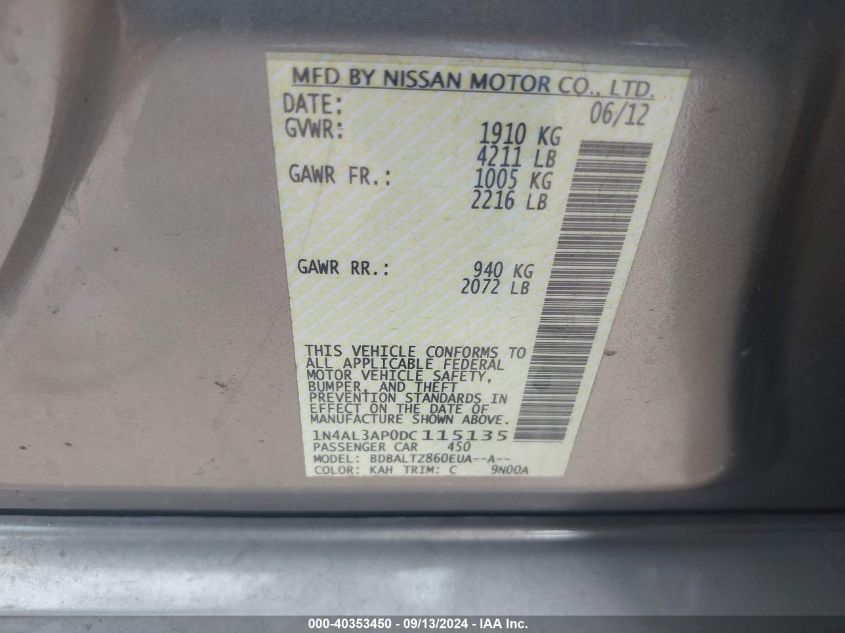 MFD BY NISSAN MOTOR CO., LTD.
DATE: 06/12
GVWR: 1910 KG
4211 LB
GAWR FR.: 1005 KG
2216 LB
GAWR RR.: 940 KG
2072 LB
THIS VEHICLE CONFORMS TO
ALL APPLICABLE FEDERAL
MOTOR VEHICLE SAFETY,
BUMPER, AND THEFT
PREVENTION STANDARDS IN
EFFECT ON THE DATE OF
MANUFACTURE SHOWN ABOVE.
1N4AL3AP0DC115135
PASSENGER CAR 450
MODEL: BDBALTZ860EUA--A--
COLOR: KAH TRIM: C 9N00A
000-40353450 - 09/13/2024 - IAA Inc.